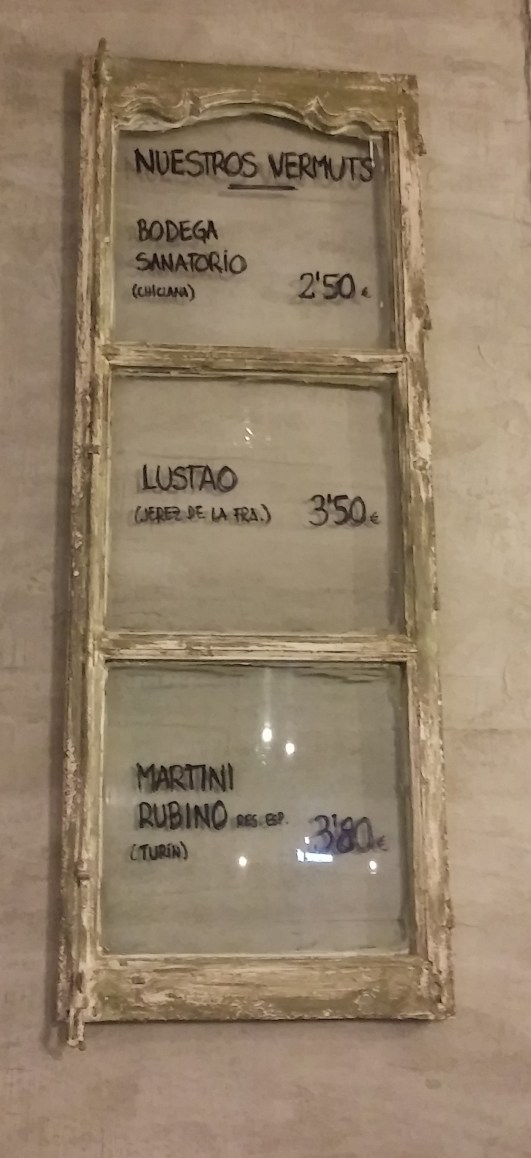 NUESTROS VERMUTS
BODEGA
SANATORIO
(CHICLANA) 2'50 €
LUSTAO
(JEREZ DE LA FRA.) 3'50 €
MARTINI
RUBINO RES. ESP. 3'80 €
(TURÍN)